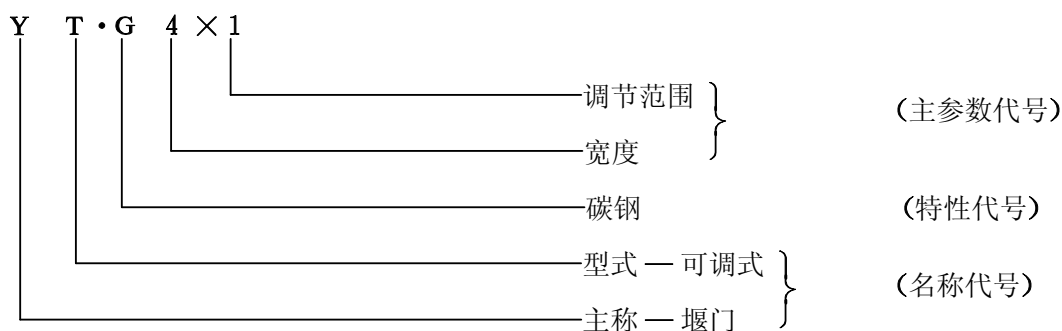 Y T·G 4×1
调节范围
(主参数代号)
宽度
碳钢
(特性代号)
型式—可调式
(名称代号)
主称—堰门